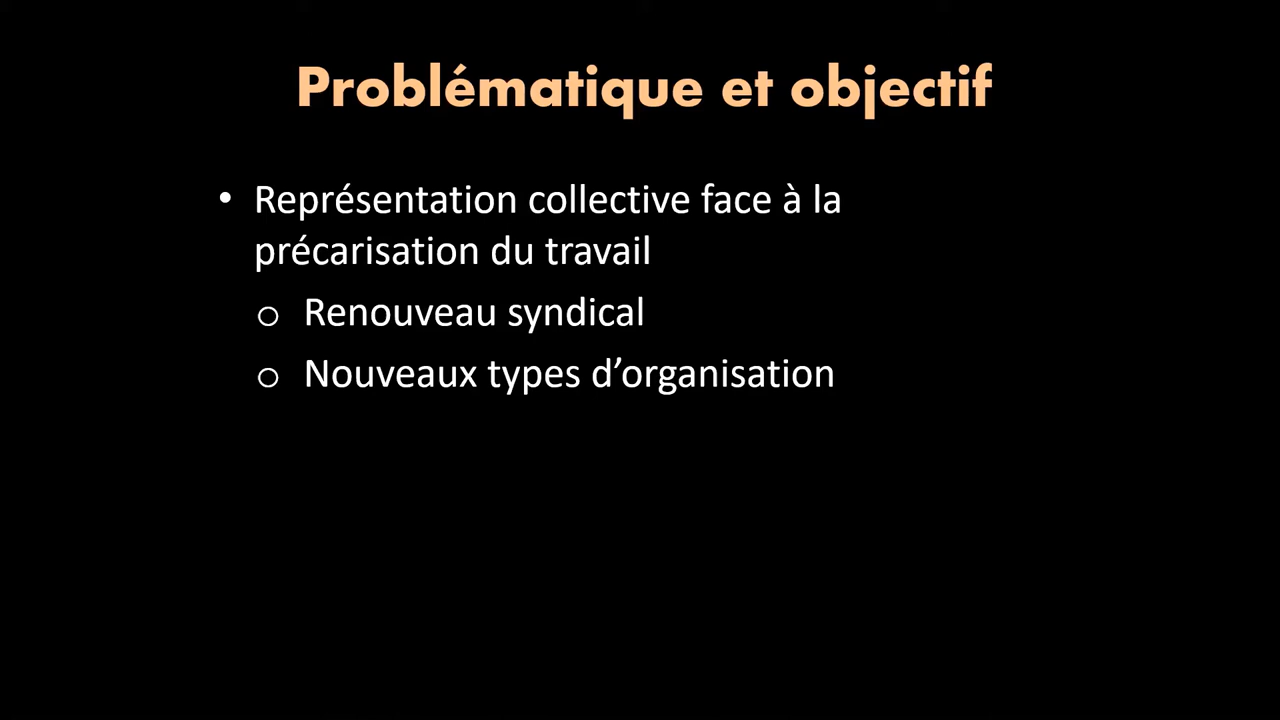 Problématique et objectif
• Représentation collective face à la
précarisation du travail
o Renouveau syndical
o Nouveaux types d’organisation